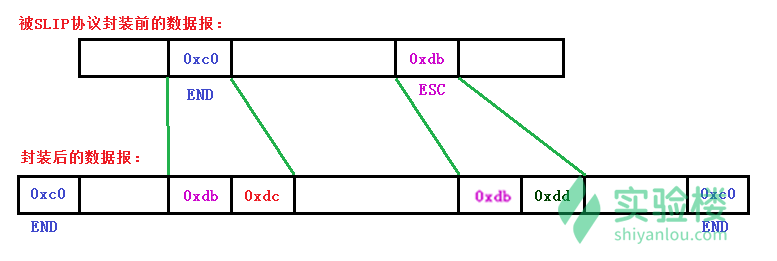 被SLIP协议封装前的数据报：
0xc0 0xdb
END ESC
封装后的数据报：
0xc0 0xdb 0xdc 0xdb 0xdd 0xc0
END END
实验楼
shiyanlou.com